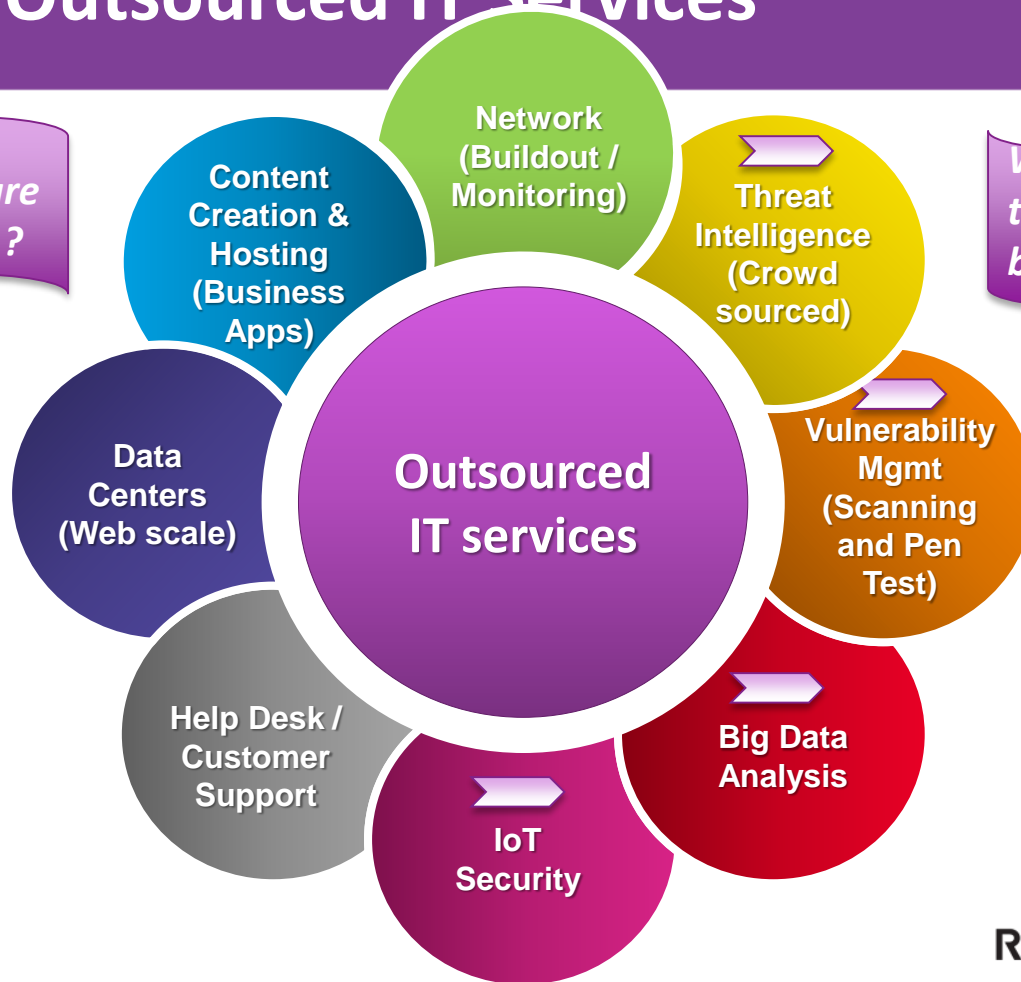 Outsourced IT Services
?
Network
(Buildout /
Monitoring)
Content
Creation &
Hosting
(Business
Apps)
Threat
Intelligence
(Crowd
sourced)
Data
Centers
(Web scale)
Outsourced
IT services
Vulnerability
Mgmt
(Scanning
and Pen
Test)
Help Desk /
Customer
Support
Big Data
Analysis
IoT
Security
R